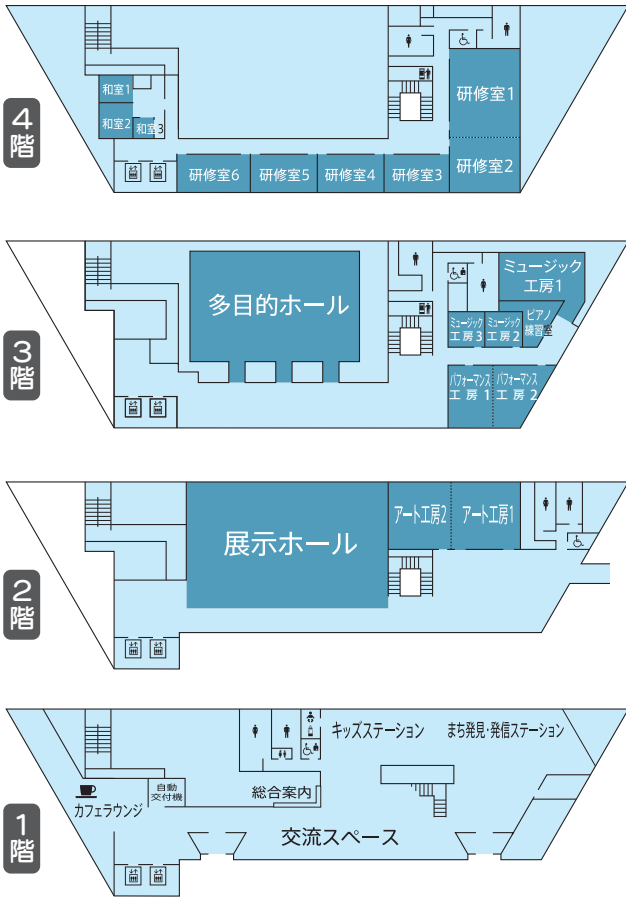 4階
和室1
和室2
和室3
研修室1
研修室2
研修室6
研修室5
研修室4
研修室3
3階
多目的ホール
ミュージック
工房1
ミュージック
工房3
ミュージック
工房2
ピアノ
練習室
パフォーマンス
工房1
パフォーマンス
工房2
2階
展示ホール
アート工房2
アート工房1
1階
キッズステーション
まち発見・発信ステーション
カフェラウンジ
自動
交付機
総合案内
交流スペース